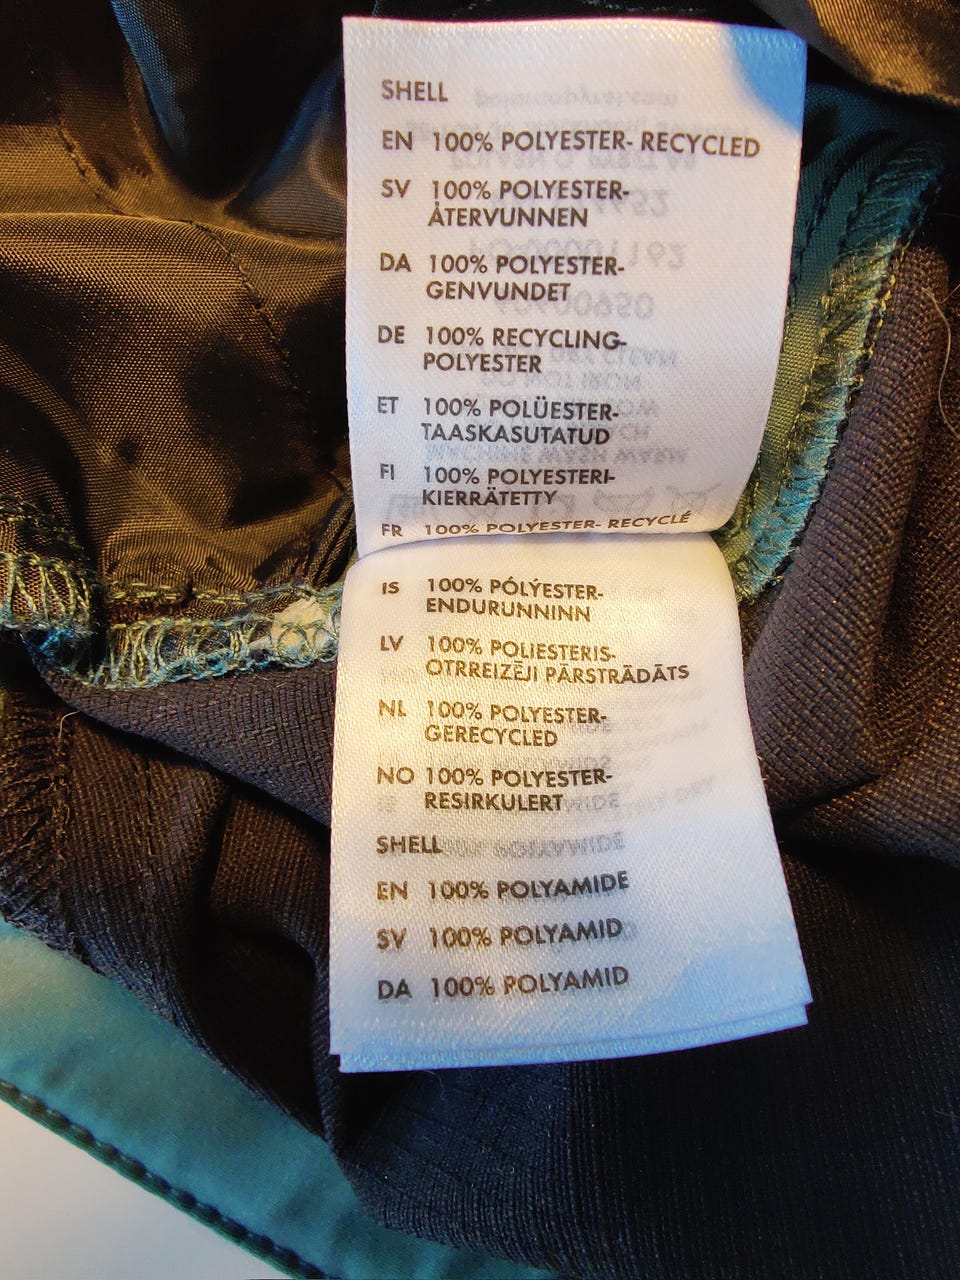 SHELL
EN 100% POLYESTER- RECYCLED
SV 100% POLYESTER-
ÅTERVUNNEN
DA 100% POLYESTER-
GENVUNDET
DE 100% RECYCLING-
POLYESTER
ET 100% POLÜESTER-
TAASKASUTATUD
FI 100% POLYESTERI-
KIERRÄTETTY
FR 100% POLYESTER- RECYCLÉ
IS 100% PÓLÝESTER-
ENDURUNNINN
LV 100% POLIESTERIS-
OTRREIZĒJI PĀRSTRĀDĀTS
NL 100% POLYESTER-
GERECYCLED
NO 100% POLYESTER-
RESIRKULERT
SHELL
EN 100% POLYAMIDE
SV 100% POLYAMID
DA 100% POLYAMID